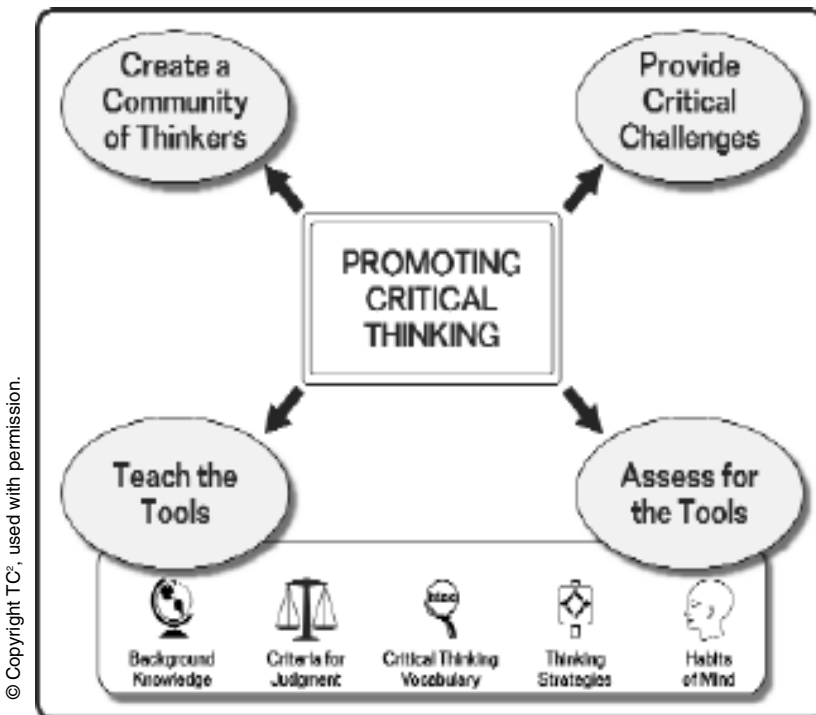 Create a
Community
of Thinkers
Provide
Critical
Challenges
PROMOTING
CRITICAL
THINKING
Teach the
Tools
Assess for
the Tools
Background
Knowledge
Criteria for
Judgment
Critical Thinking
Vocabulary
Thinking
Strategies
Habits
of Mind
© Copyright TC², used with permission.